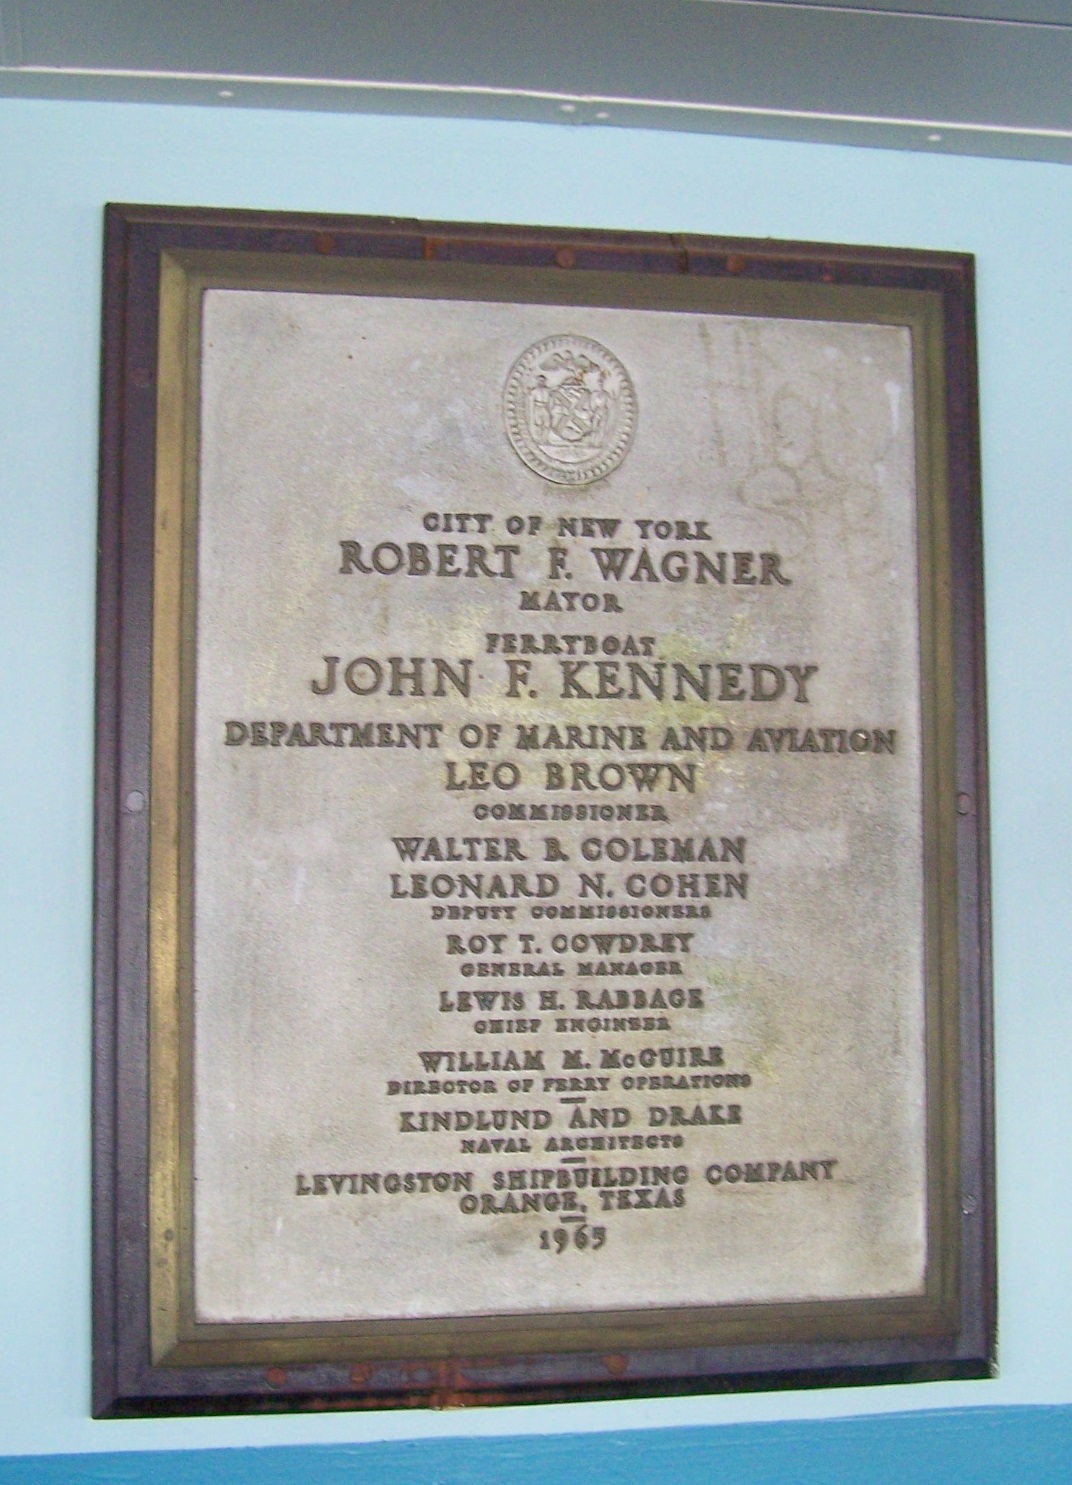 CITY OF NEW YORK
ROBERT F. WAGNER
MAYOR
FERRYBOAT
JOHN F. KENNEDY
DEPARTMENT OF MARINE AND AVIATION
LEO BROWN
COMMISSIONER
WALTER B. COLEMAN
LEONARD N. COHEN
DEPUTY COMMISSIONERS
ROY T. COWDREY
GENERAL MANAGER
LEWIS H. RABBAGE
CHIEF ENGINEER
WILLIAM M. McGUIRE
DIRECTOR OF FERRY OPERATIONS
KINDLUND AND DRAKE
NAVAL ARCHITECTS
LEVINGSTON SHIPBUILDING COMPANY
ORANGE, TEXAS
1965